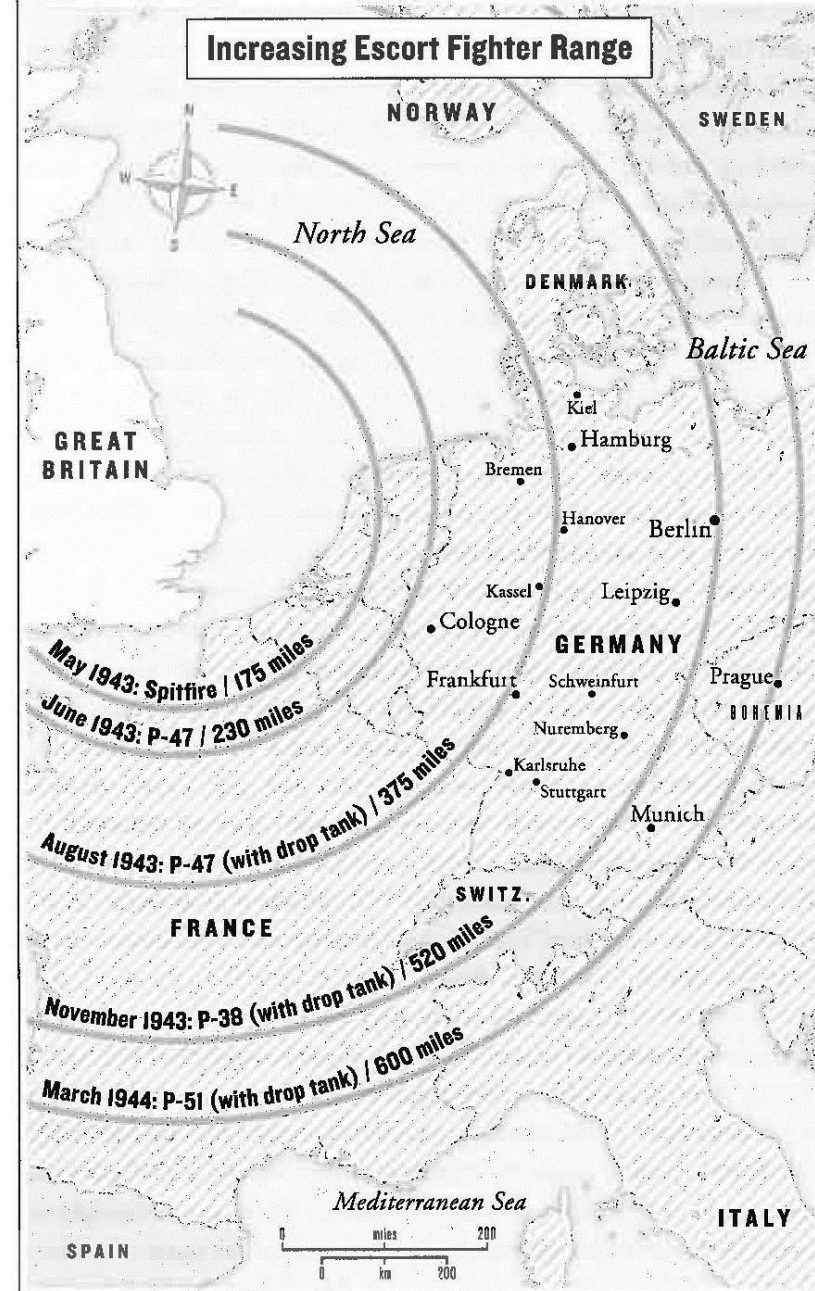 Increasing Escort Fighter Range
NORWAY
SWEDEN
N
W
E
S
North Sea
DENMARK
Baltic Sea
Kiel
GREAT
BRITAIN
Hamburg
Bremen
Hanover
Berlin
Kassel
Leipzig
Cologne
GERMANY
May 1943: Spitfire / 175 miles
Frankfurt
Schweinfurt
Prague
June 1943: P-47 / 230 miles
BOHEMIA
Nuremberg
Karlsruhe
Stuttgart
August 1943: P-47 (with drop tank) / 375 miles
Munich
SWITZ.
FRANCE
November 1943: P-38 (with drop tank) / 520 miles
March 1944: P-51 (with drop tank) / 600 miles
Mediterranean Sea
ITALY
0 miles 200
SPAIN
0 km 200